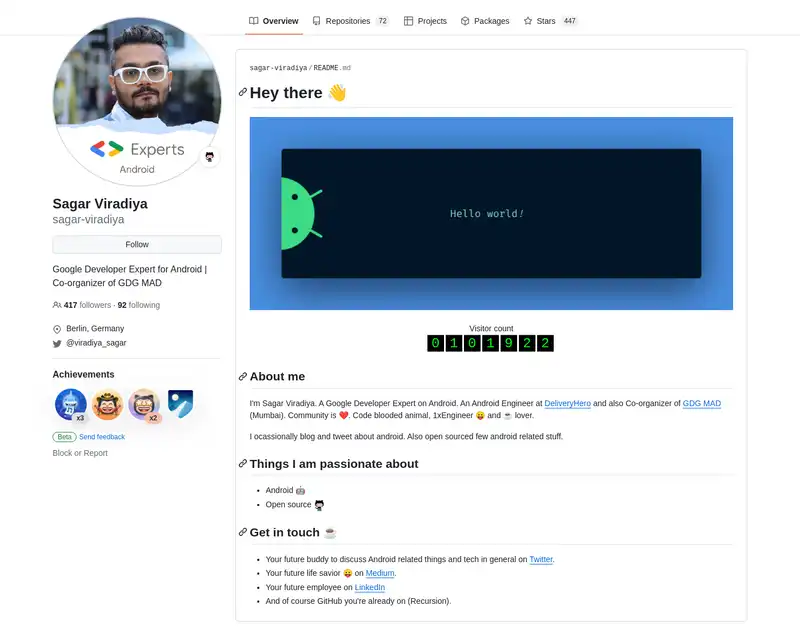 Overview
Repositories 72
Projects
Packages
Stars 447
Experts
Android
Sagar Viradiya
sagar-viradiya
Follow
Google Developer Expert for Android |
Co-organizer of GDG MAD
417 followers · 92 following
Berlin, Germany
@viradiya_sagar
Achievements
x3
x2
Beta Send feedback
Block or Report
sagar-viradiya/README.md
Hey there 👋
Hello world!
Visitor count
0101922
About me
I'm Sagar Viradiya. A Google Developer Expert on Android. An Android Engineer at DeliveryHero and also Co-organizer of GDG MAD
(Mumbai). Community is ❤️. Code blooded animal, 1xEngineer 😛 and ☕ lover.
I ocassionally blog and tweet about android. Also open sourced few android related stuff.
Things I am passionate about
• Android 🤖
• Open source
Get in touch ☕
• Your future buddy to discuss Android related things and tech in general on Twitter.
• Your future life savior 😛 on Medium.
• Your future employee on LinkedIn
• And of course GitHub you're already on (Recursion).